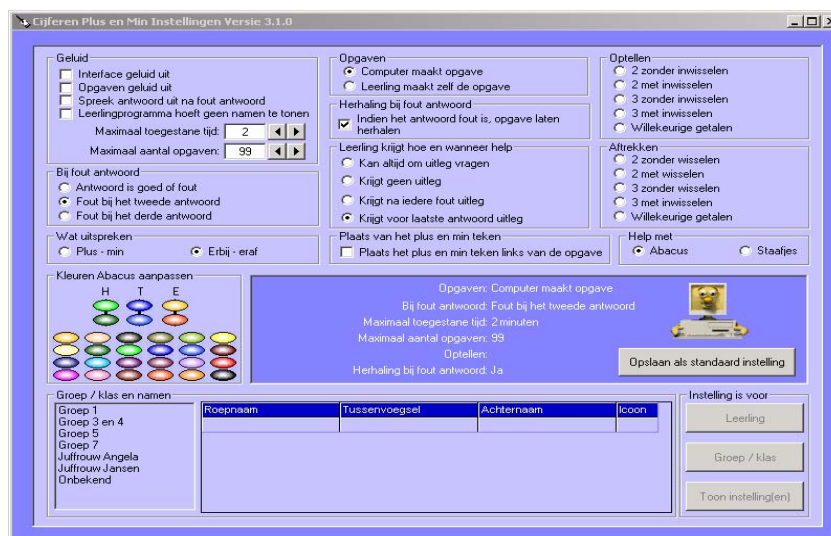 Cijferen Plus en Min Instellingen Versie 3.1.0
Geluid
Interface geluid uit
Opgaven geluid uit
Spreek antwoord uit na fout antwoord
Leerlingprogramma hoeft geen namen te tonen
Maximaal toegestane tijd: 2
Maximaal aantal opgaven: 99
Opgaven
Computer maakt opgave
Leerling maakt zelf de opgave
Herhaling bij fout antwoord
Indien het antwoord fout is, opgave laten
herhalen
Optellen
2 zonder inwisselen
2 met inwisselen
3 zonder inwisselen
3 met inwisselen
Willekeurige getalen
Bij fout antwoord
Antwoord is goed of fout
Fout bij het tweede antwoord
Fout bij het derde antwoord
Leerling krijgt hoe en wanneer help
Kan altijd om uitleg vragen
Krijgt geen uitleg
Krijgt na iedere fout uitleg
Krijgt voor laatste antwoord uitleg
Aftrekken
2 zonder wisselen
2 met wisselen
3 zonder wisselen
3 met inwisselen
Willekeurige getalen
Wat uitspreken
Plus - min
Erbij - eraf
Plaats van het plus en min teken
Plaats het plus en min teken links van de opgave
Help met
Abacus
Staafjes
Kleuren Abacus aanpassen
H T E
Opgaven: Computer maakt opgave
Bij fout antwoord: Fout bij het tweede antwoord
Maximaal toegestane tijd: 2 minuten
Maximaal aantal opgaven: 99
Optellen:
Herhaling bij fout antwoord: Ja
Opslaan als standaard instelling
Groep / klas en namen
Groep 1
Groep 3 en 4
Groep 5
Groep 7
Juffrouw Angela
Juffrouw Jansen
Onbekend
Roepnaam Tussenvoegsel Achternaam Icoon
Instelling is voor
Leerling
Groep / klas
Toon instelling(en)